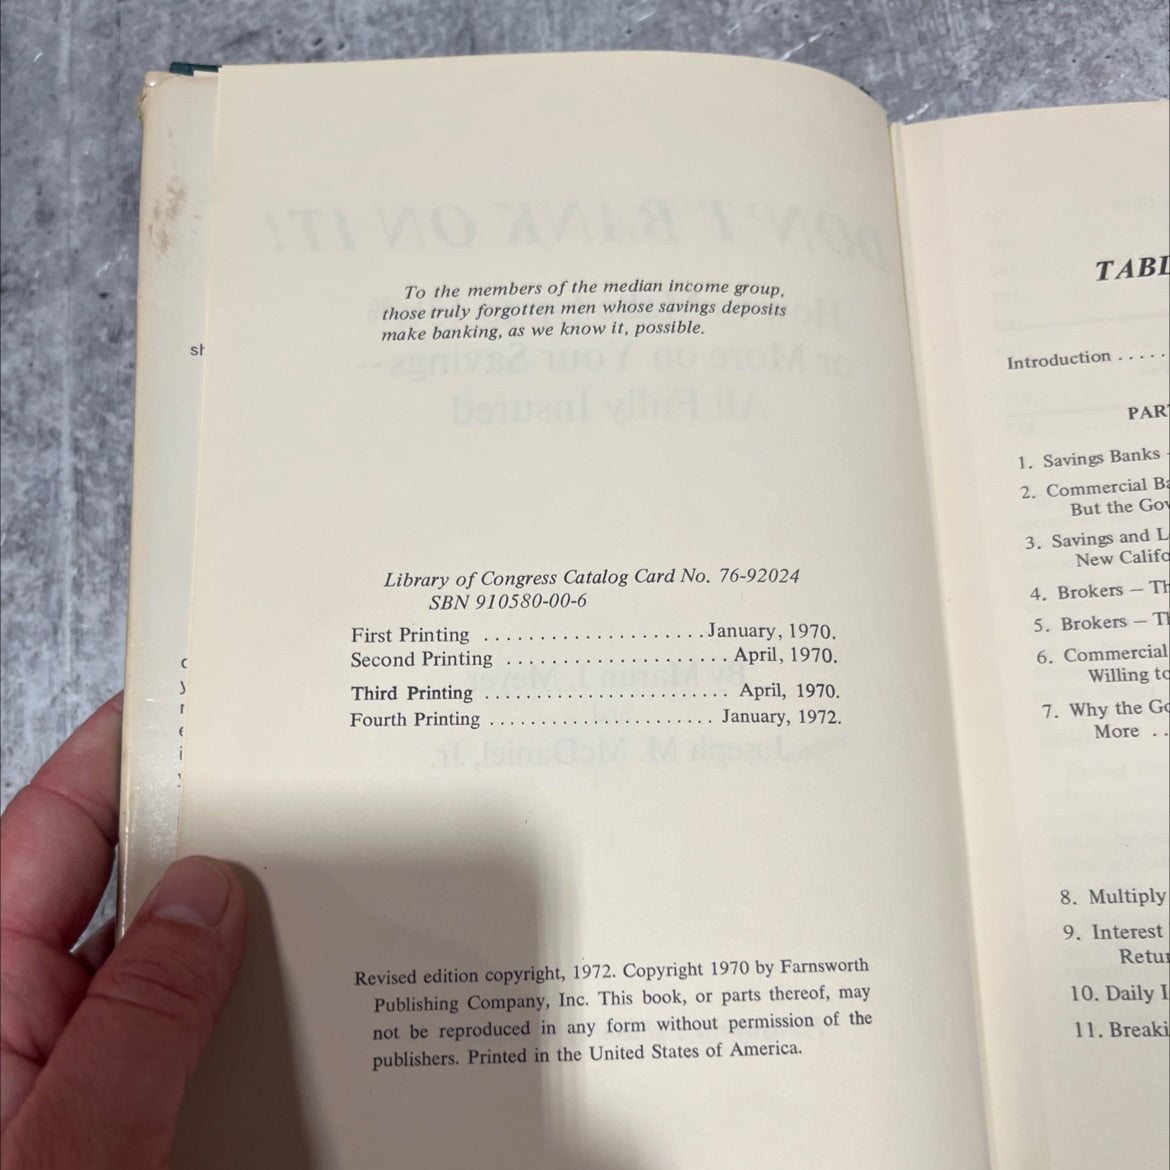 To the members of the median income group,
those truly forgotten men whose savings deposits
make banking, as we know it, possible.
Library of Congress Catalog Card No. 76-92024
SBN 910580-00-6
First Printing . . . . . . . . . . . . . . . . . . . . January, 1970.
Second Printing . . . . . . . . . . . . . . . . . . . . April, 1970.
Third Printing . . . . . . . . . . . . . . . . . . . . . . April, 1970.
Fourth Printing . . . . . . . . . . . . . . . . . . . . January, 1972.
Revised edition copyright, 1972. Copyright 1970 by Farnsworth
Publishing Company, Inc. This book, or parts thereof, may
not be reproduced in any form without permission of the
publishers. Printed in the United States of America.
TABL
Introduction . . . .
PAR
1. Savings Banks
2. Commercial Ba
But the Gov
3. Savings and L
New Califo
4. Brokers — Th
5. Brokers — Th
6. Commercial
Willing to
7. Why the Go
More . .
8. Multiply
9. Interest
Retur
10. Daily I
11. Breaki